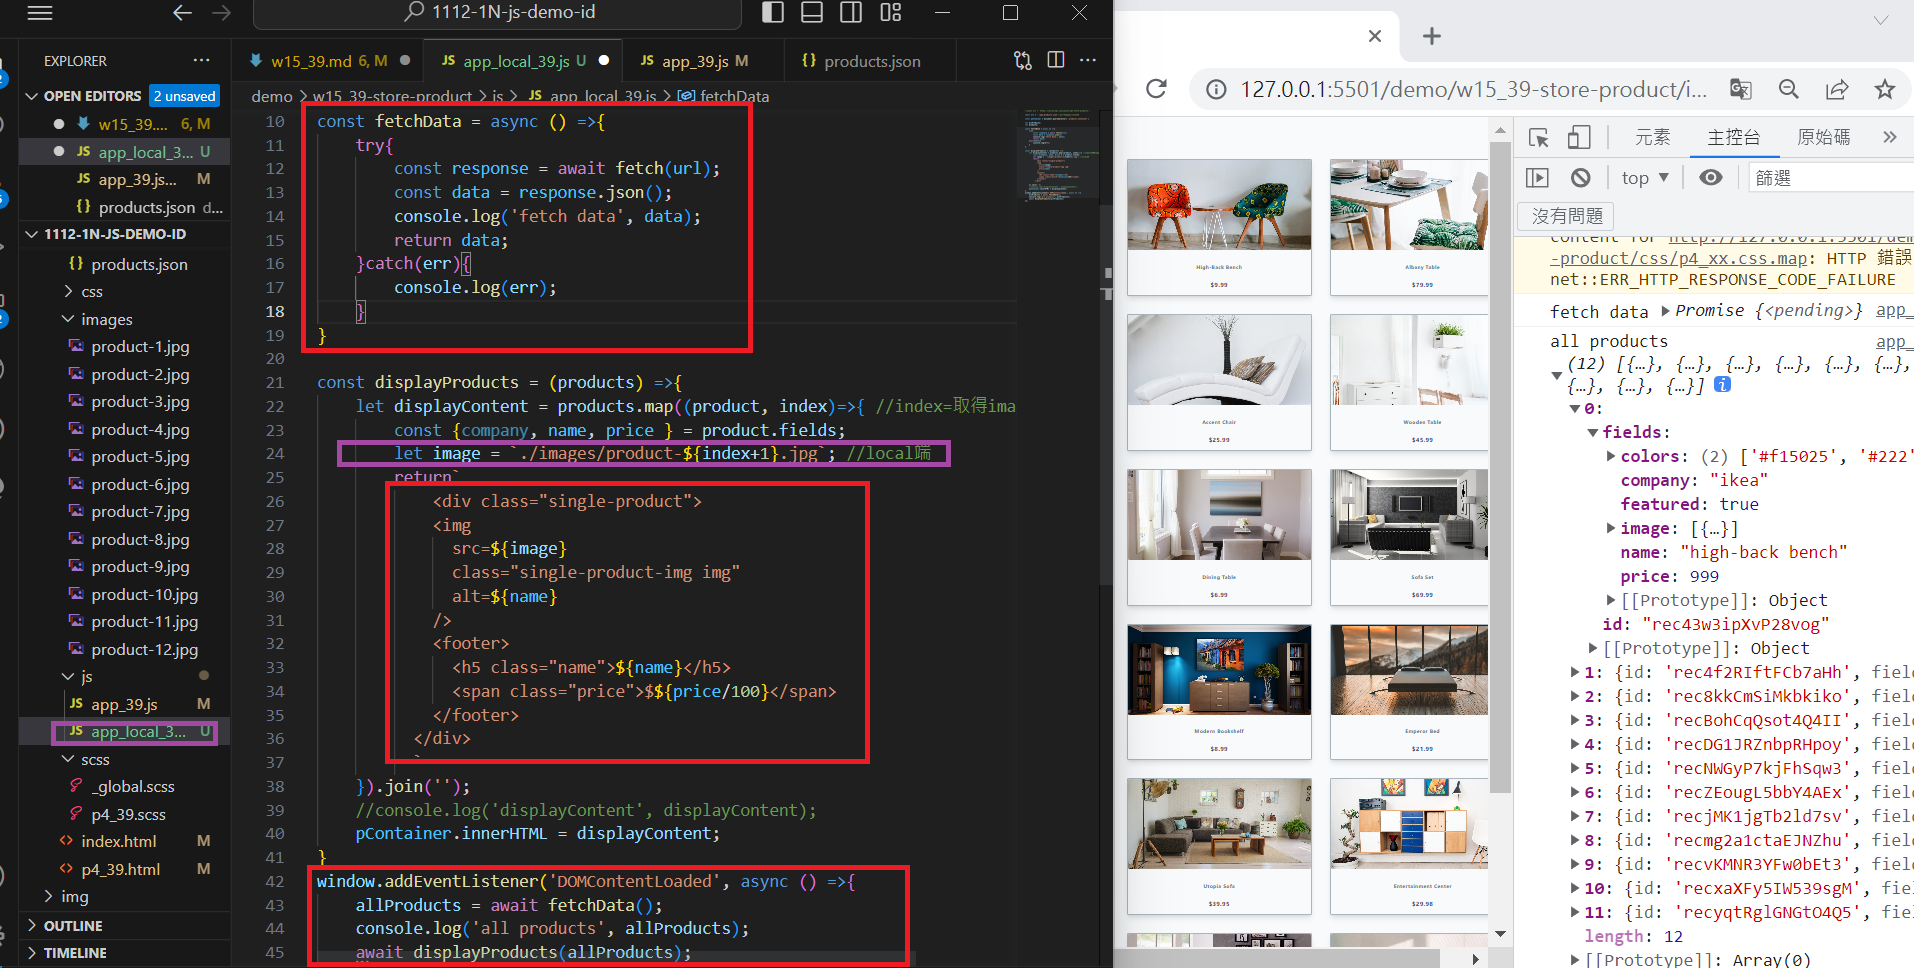 1112-1N-js-demo-id
EXPLORER
OPEN EDITORS 2 unsaved
w15_39.... 6, M
JS app_local_3... U
JS app_39.js... M
{} products.json d...
1112-1N-JS-DEMO-ID
{} products.json
css
images
product-1.jpg
product-2.jpg
product-3.jpg
product-4.jpg
product-5.jpg
product-6.jpg
product-7.jpg
product-8.jpg
product-9.jpg
product-10.jpg
product-11.jpg
product-12.jpg
js
JS app_39.js M
JS app_local_3... U
scss
_global.scss
p4_39.scss
<> index.html M
<> p4_39.html M
img
OUTLINE
TIMELINE
w15_39.md 6, M
JS app_local_39.js U
JS app_39.js M
{} products.json
demo > w15_39-store-product > js > JS app_local_39.js > fetchData
10 const fetchData = async () =>{
11 try{
12 const response = await fetch(url);
13 const data = response.json();
14 console.log('fetch data', data);
15 return data;
16 }catch(err){
17 console.log(err);
18 }
19 }
20
21 const displayProducts = (products) =>{
22 let displayContent = products.map((product, index)=>{ //index=取得ima
23 const {company, name, price } = product.fields;
24 let image = `./images/product-${index+1}.jpg`; //local端
25 return`
26 <div class="single-product">
27 <img
28 src=${image}
29 class="single-product-img img"
30 alt=${name}
31 />
32 <footer>
33 <h5 class="name">${name}</h5>
34 <span class="price">$${price/100}</span>
35 </footer>
36 </div>
37 `
38 }).join('');
39 //console.log('displayContent', displayContent);
40 pContainer.innerHTML = displayContent;
41 }
42 window.addEventListener('DOMContentLoaded', async () =>{
43 allProducts = await fetchData();
44 console.log('all products', allProducts);
45 await displayProducts(allProducts);
127.0.0.1:5501/demo/w15_39-store-product/i...
High-Back Bench
$9.99
Albany Table
$79.99
Accent Chair
$25.99
Wooden Table
$45.99
Dining Table
$6.99
Sofa Set
$69.99
Modern Bookshelf
$8.99
Emperor Bed
$21.99
Utopia Sofa
$39.95
Entertainment Center
$29.98
元素 主控台 原始碼 »
top ▼ 篩選
沒有問題
content for http://127.0.0.1:5501/dem
-product/css/p4_xx.css.map: HTTP 錯誤
net::ERR_HTTP_RESPONSE_CODE_FAILURE
fetch data ▶ Promise {<pending>} app_
all products app_
(12) [{…}, {…}, {…}, {…}, {…}, {…},
{…}, {…}, {…}] i
▼ 0:
▼ fields:
▶ colors: (2) ['#f15025', '#222'
company: "ikea"
featured: true
▶ image: [{…}]
name: "high-back bench"
price: 999
▶ [[Prototype]]: Object
id: "rec43w3ipXvP28vog"
▶ [[Prototype]]: Object
▶ 1: {id: 'rec4f2RIftFCb7aHh', field
▶ 2: {id: 'rec8kkCmSiMkbkiko', field
▶ 3: {id: 'recBohCqQsot4Q4II', field
▶ 4: {id: 'recDG1JRZnbpRHpoy', field
▶ 5: {id: 'recNWGyP7kjFhSqw3', field
▶ 6: {id: 'recZEougL5bbY4AEx', field
▶ 7: {id: 'recjMK1jgTb2ld7sv', field
▶ 8: {id: 'recmg2a1ctaEJNZhu', field
▶ 9: {id: 'recvKMNR3YFw0bEt3', field
▶ 10: {id: 'recxaXFy5IW539sgM', fiel
▶ 11: {id: 'recyqtRglGNGtO4Q5', fiel
length: 12
▶ [[Prototype]]: Array(0)